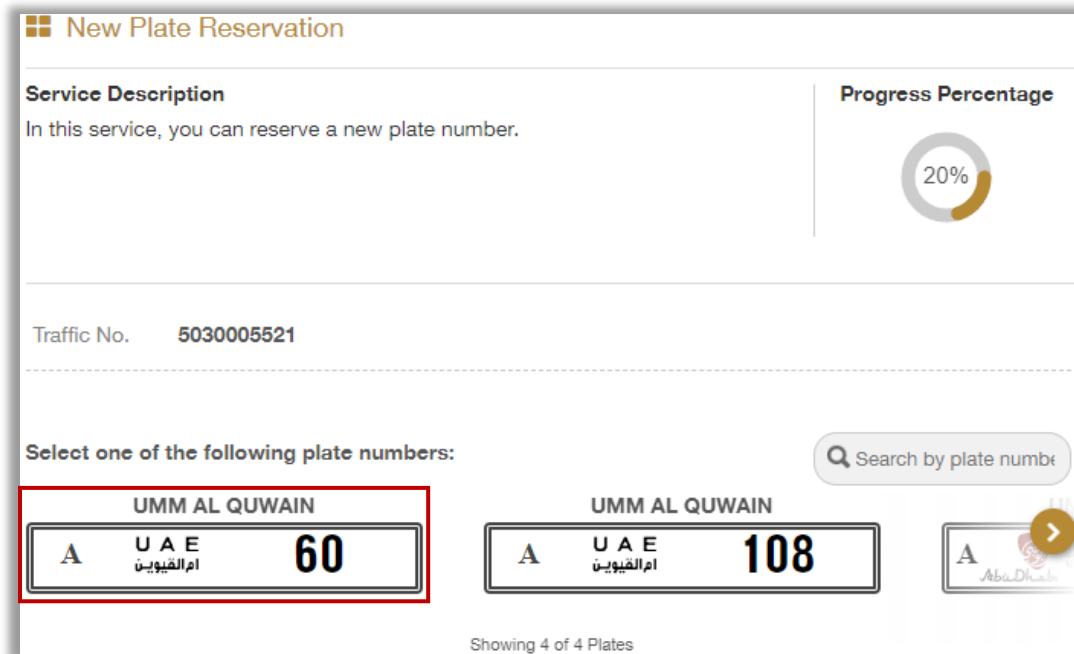 New Plate Reservation
Service Description
Progress Percentage
In this service, you can reserve a new plate number.
20%
Traffic No. 5030005521
Select one of the following plate numbers:
Search by plate numbe
UMM AL QUWAIN
A
U A E
ام القيوين
60
UMM AL QUWAIN
A
U A E
ام القيوين
108
A
Abu Dhabi
Showing 4 of 4 Plates